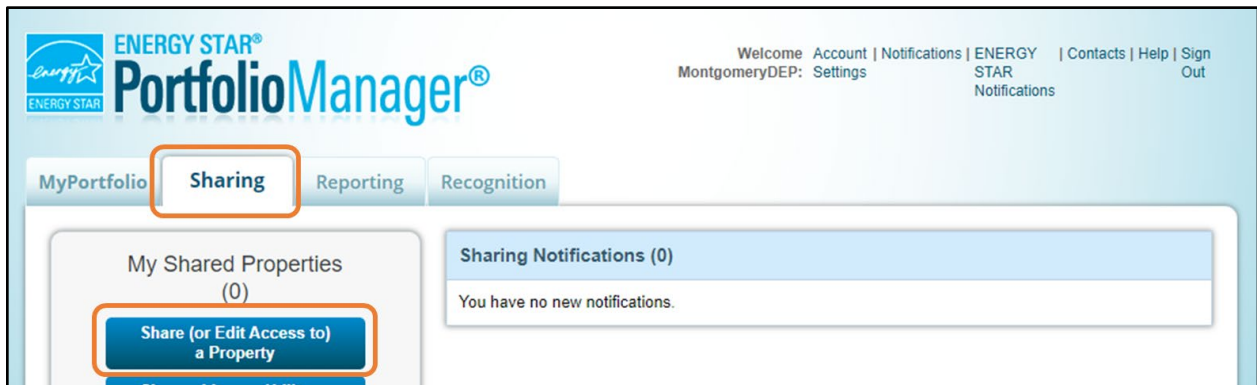 ENERGY STAR®
PortfolioManager®
energy
ENERGY STAR
Welcome MontgomeryDEP:
Account Settings | Notifications | ENERGY STAR Notifications | Contacts | Help | Sign Out
MyPortfolio
Sharing
Reporting
Recognition
My Shared Properties
(0)
Share (or Edit Access to)
a Property
Sharing Notifications (0)
You have no new notifications.